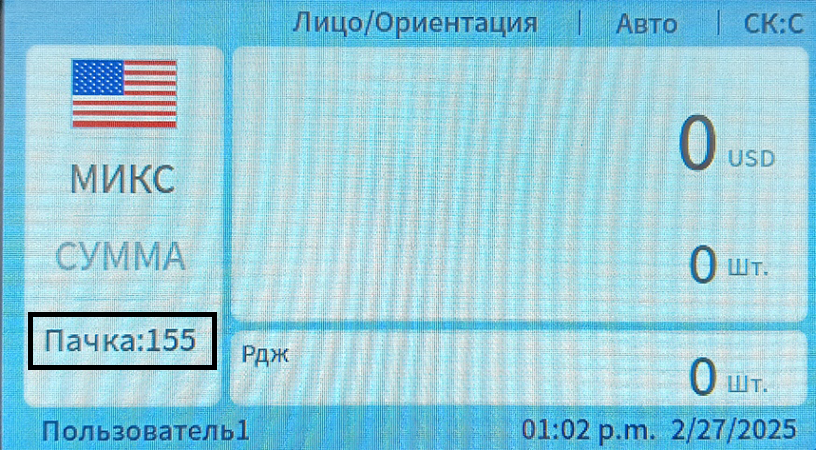 Лицо/Ориентация | Авто | СК:С
МИКС
СУММА
Пачка:155
0 USD
0 Шт.
Рдж
0 Шт.
Пользователь1
01:02 p.m. 2/27/2025